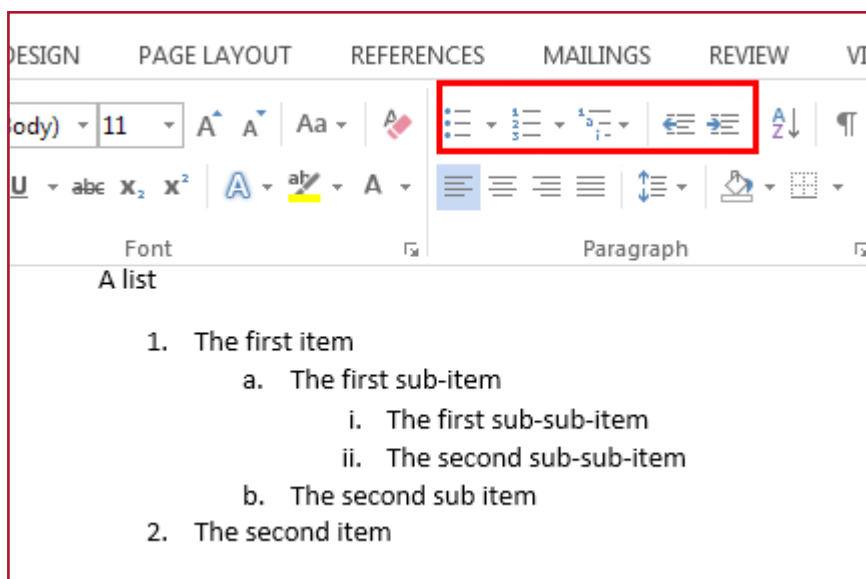 DESIGN PAGE LAYOUT REFERENCES MAILINGS REVIEW VI
Body) 11 A A Aa
U abc X₂ X² A ab A
Font Paragraph
A list
1. The first item
a. The first sub-item
i. The first sub-sub-item
ii. The second sub-sub-item
b. The second sub item
2. The second item